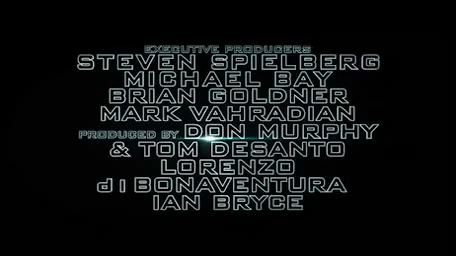 EXECUTIVE PRODUCERS
STEVEN SPIELBERG
MICHAEL BAY
BRIAN GOLDNER
MARK VAHRADIAN
PRODUCED BY DON MURPHY
& TOM DESANTO
LORENZO
di BONAVENTURA
IAN BRYCE